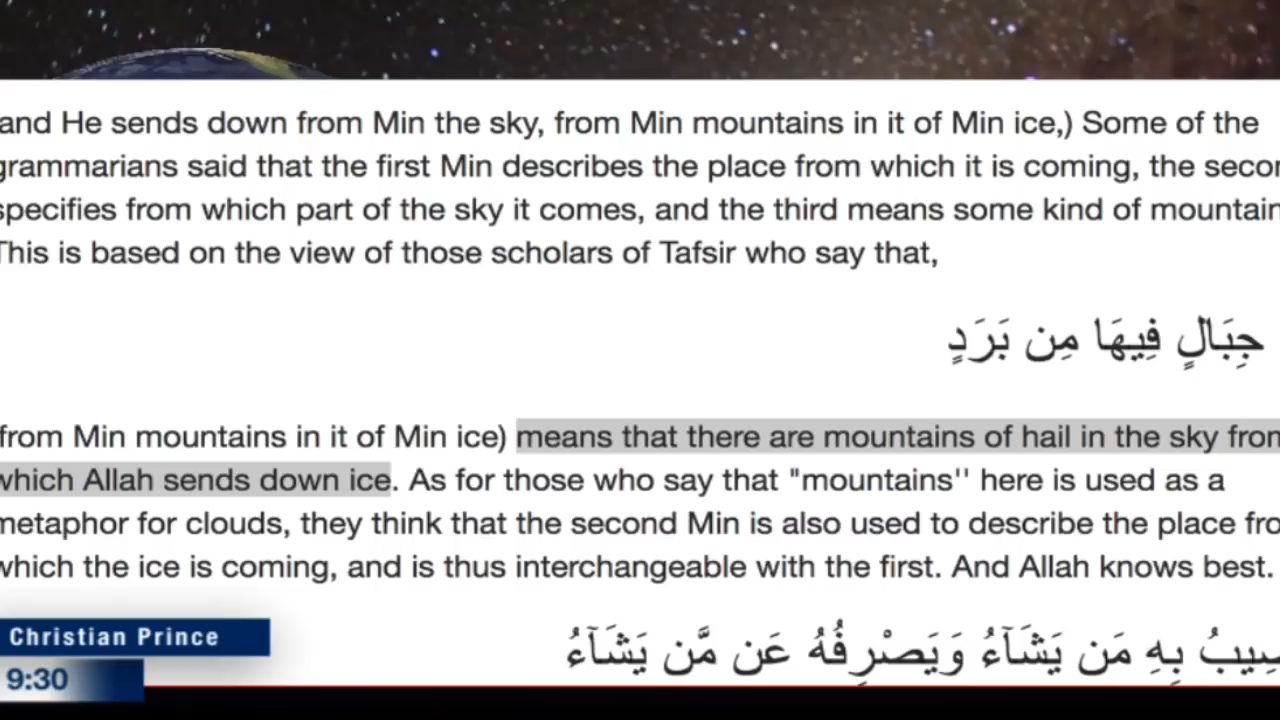 and He sends down from Min the sky, from Min mountains in it of Min ice,) Some of the
grammarians said that the first Min describes the place from which it is coming, the
specifies from which part of the sky it comes, and the third means some kind of
This is based on the view of those scholars of Tafsir who say that,
جِبَالٍ فِيهَا مِن بَرَدٍ
from Min mountains in it of Min ice) means that there are mountains of hail in the sky from
which Allah sends down ice. As for those who say that "mountains'' here is used as a
metaphor for clouds, they think that the second Min is also used to describe the place
which the ice is coming, and is thus interchangeable with the first. And Allah knows best.
بِهِ مَن يَشَآءُ وَيَصْرِفُهُ عَن مَّن يَشَآءُ
Christian Prince
9:30